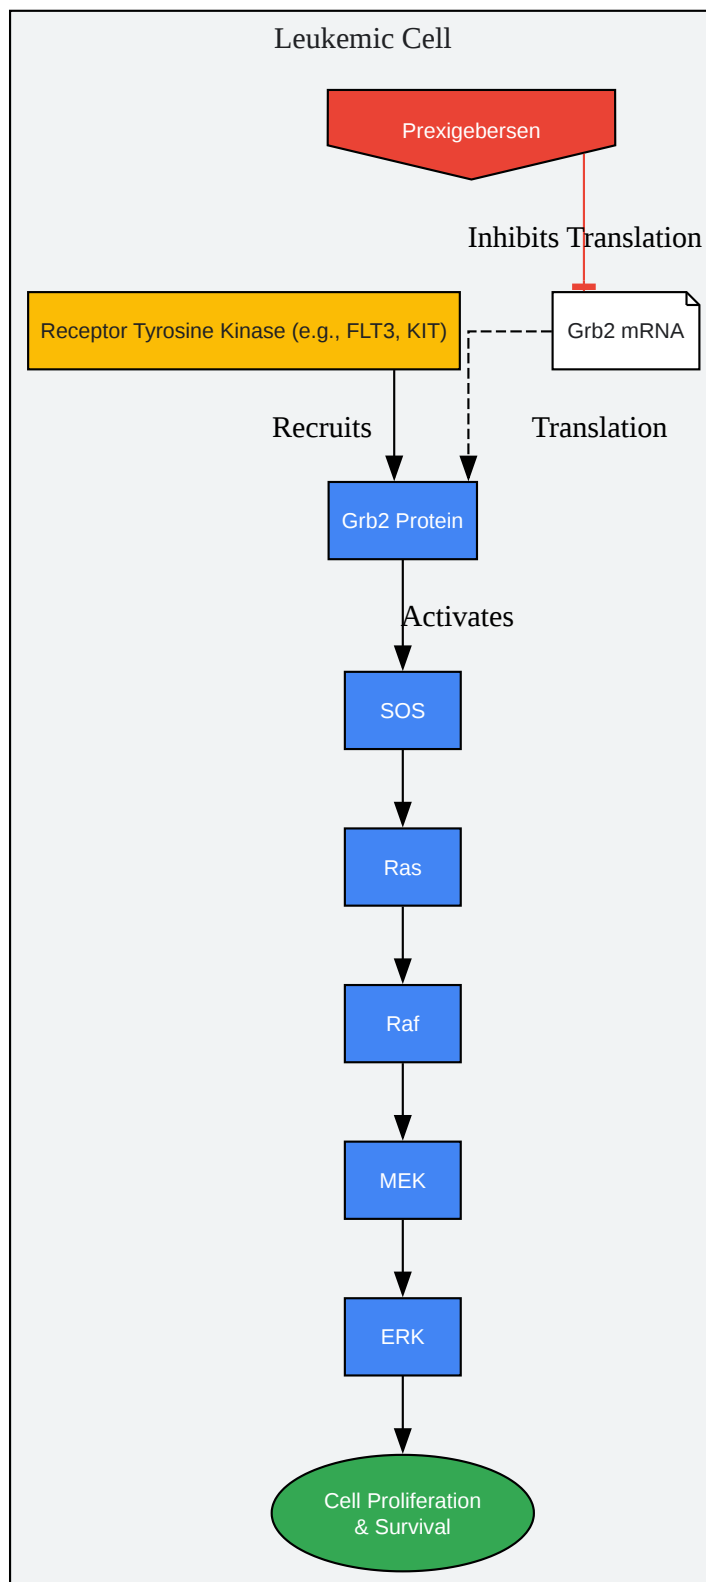 Leukemic Cell
Prexigebersen
Inhibits Translation
Receptor Tyrosine Kinase (e.g., FLT3, KIT)
Grb2 mRNA
Recruits
Translation
Grb2 Protein
Activates
SOS
Ras
Raf
MEK
ERK
Cell Proliferation
& Survival